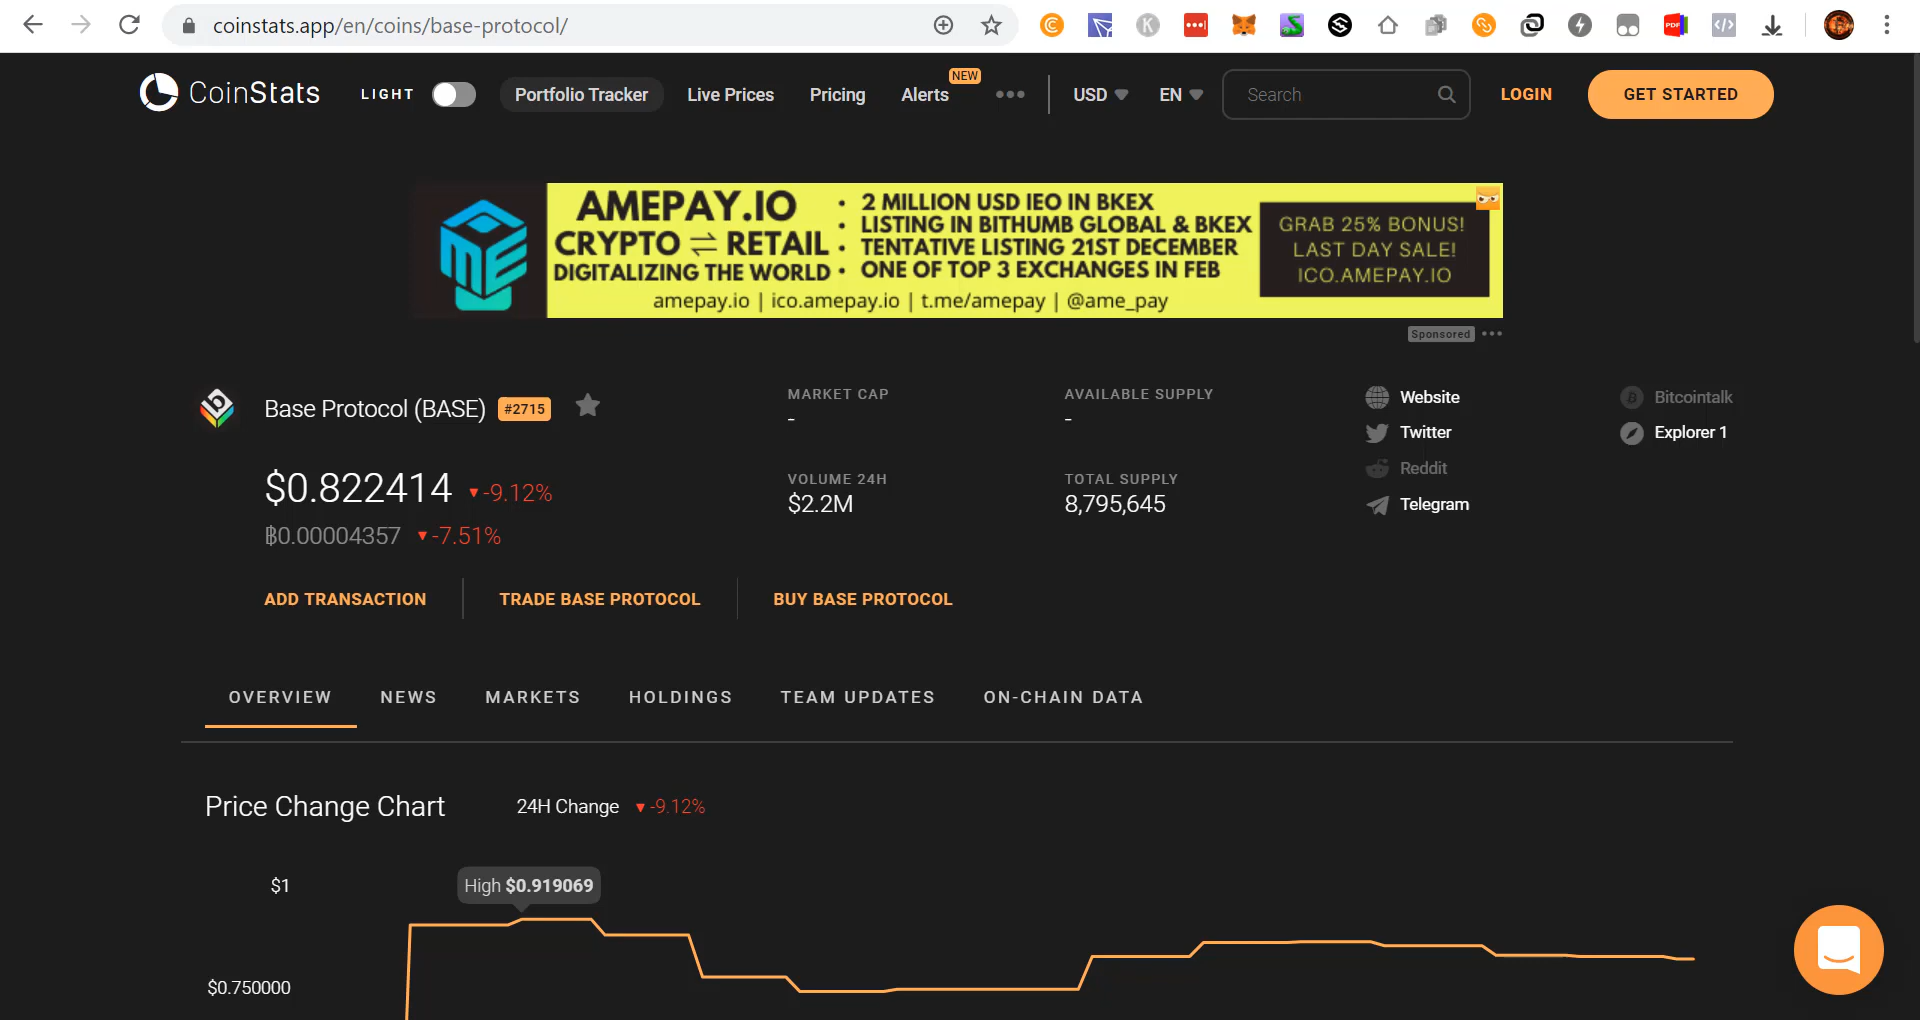 coinstats.app/en/coins/base-protocol/
CoinStats
LIGHT
Portfolio Tracker
Live Prices
Pricing
Alerts
NEW
USD
EN
Search
LOGIN
GET STARTED
AMEPAY.IO
CRYPTO ⇌ RETAIL
DIGITALIZING THE WORLD
• 2 MILLION USD IEO IN BKEX
• LISTING IN BITHUMB GLOBAL & BKEX
• TENTATIVE LISTING 21ST DECEMBER
• ONE OF TOP 3 EXCHANGES IN FEB
amepay.io | ico.amepay.io | t.me/amepay | @ame_pay
GRAB 25% BONUS!
LAST DAY SALE!
ICO.AMEPAY.IO
Sponsored
Base Protocol (BASE)
#2715
$0.822414
▼-9.12%
฿0.00004357
▼-7.51%
MARKET CAP
-
AVAILABLE SUPPLY
-
VOLUME 24H
$2.2M
TOTAL SUPPLY
8,795,645
Website
Twitter
Reddit
Telegram
Bitcointalk
Explorer 1
ADD TRANSACTION
TRADE BASE PROTOCOL
BUY BASE PROTOCOL
OVERVIEW
NEWS
MARKETS
HOLDINGS
TEAM UPDATES
ON-CHAIN DATA
Price Change Chart
24H Change ▼-9.12%
$1
High $0.919069
$0.750000